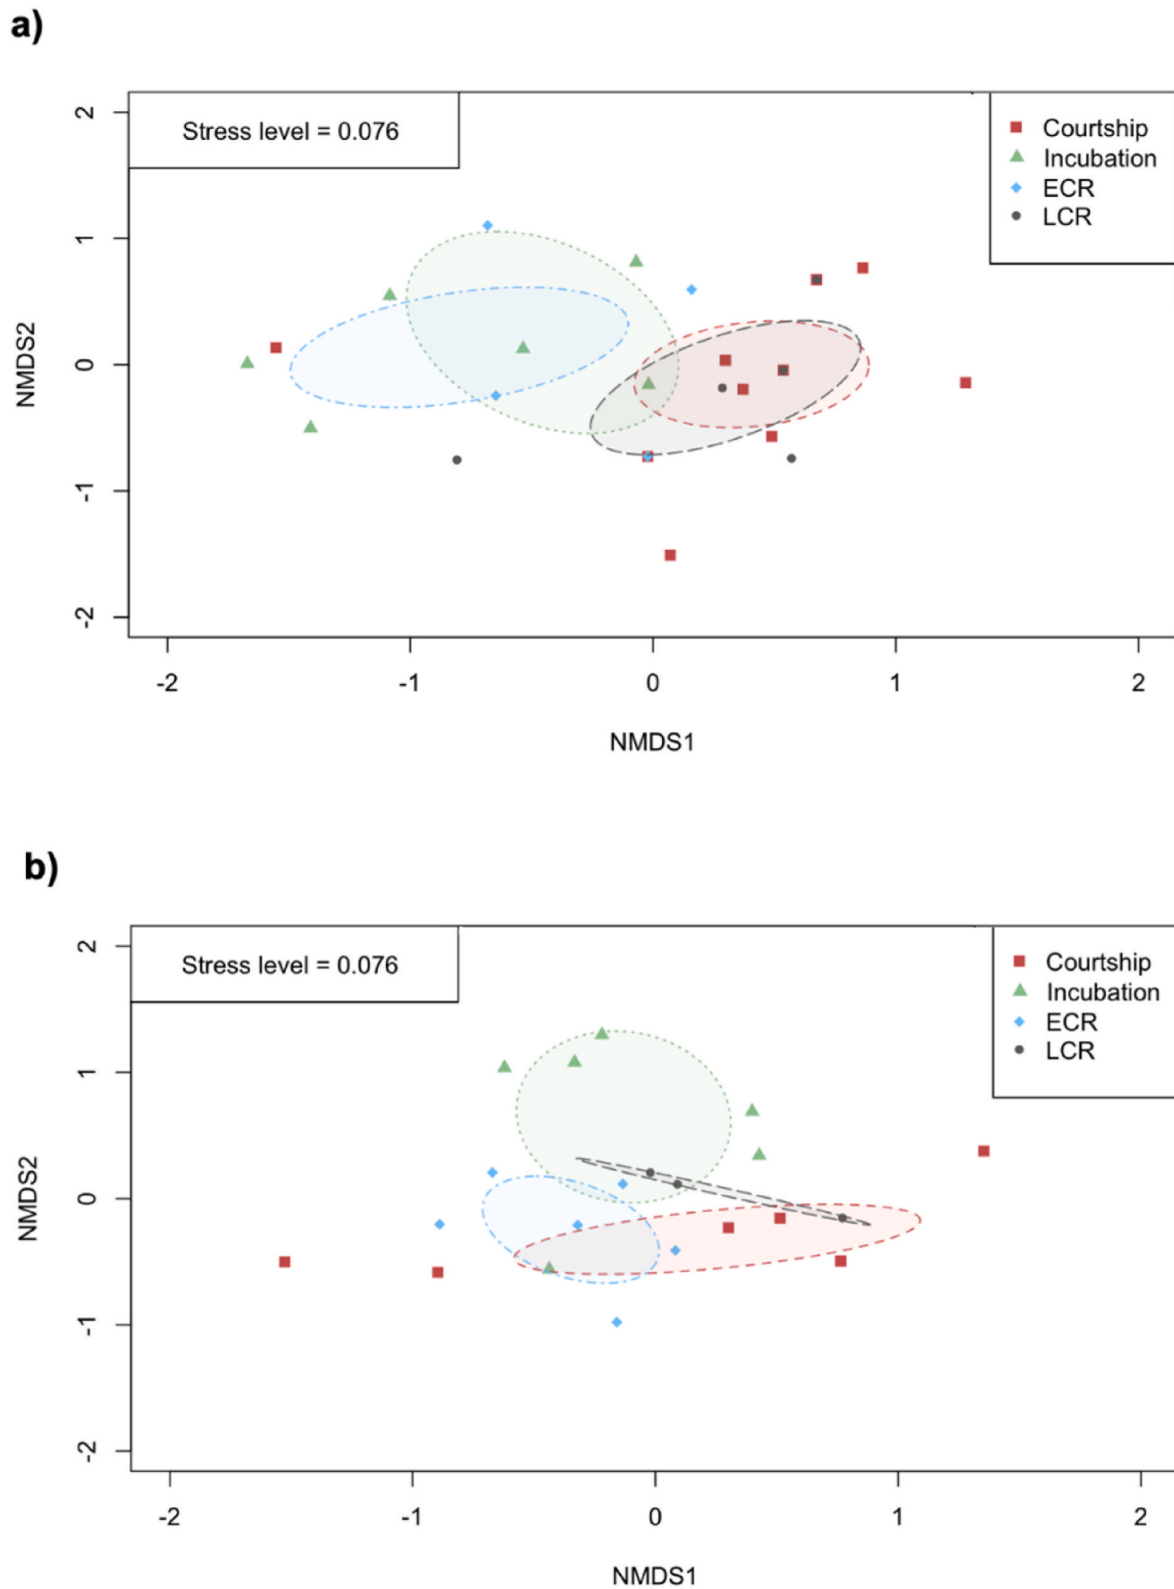 a)
Stress level = 0.076
Courtship
Incubation
ECR
LCR
2
1
0
-1
-2
NMDS2
-2
-1
0
1
2
NMDS1
b)
Stress level = 0.076
Courtship
Incubation
ECR
LCR
2
1
0
-1
-2
NMDS2
-2
-1
0
1
2
NMDS1